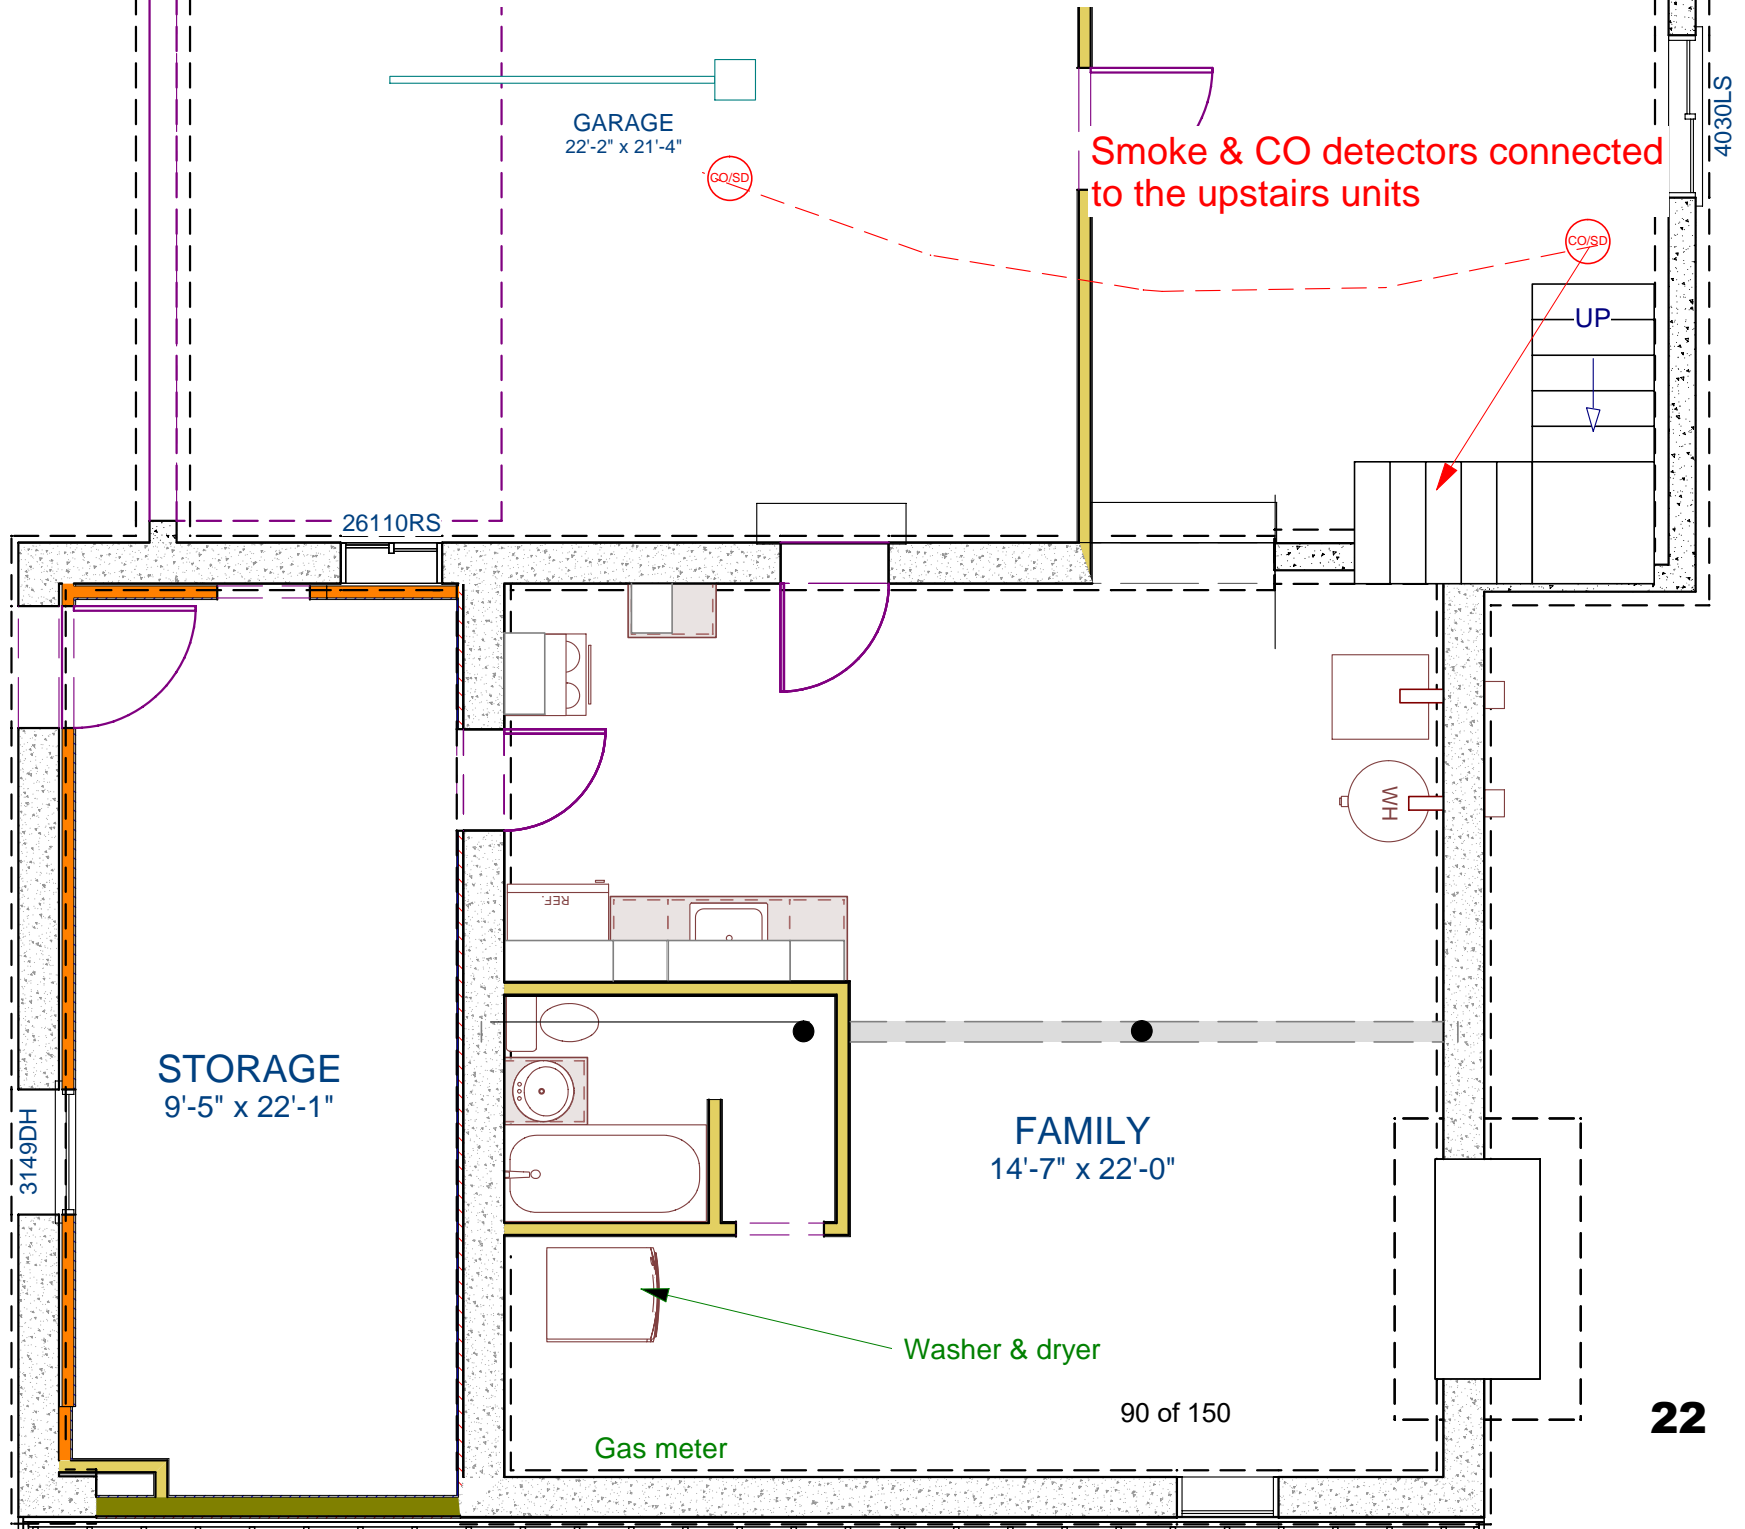 4030LS
GARAGE
22'-2" x 21'-4"
Smoke & CO detectors connected
to the upstairs units
CO/SD
CO/SD
UP
26110RS
WH
REF.
STORAGE
9'-5" x 22'-1"
3149DH
FAMILY
14'-7" x 22'-0"
Washer & dryer
90 of 150
22
Gas meter